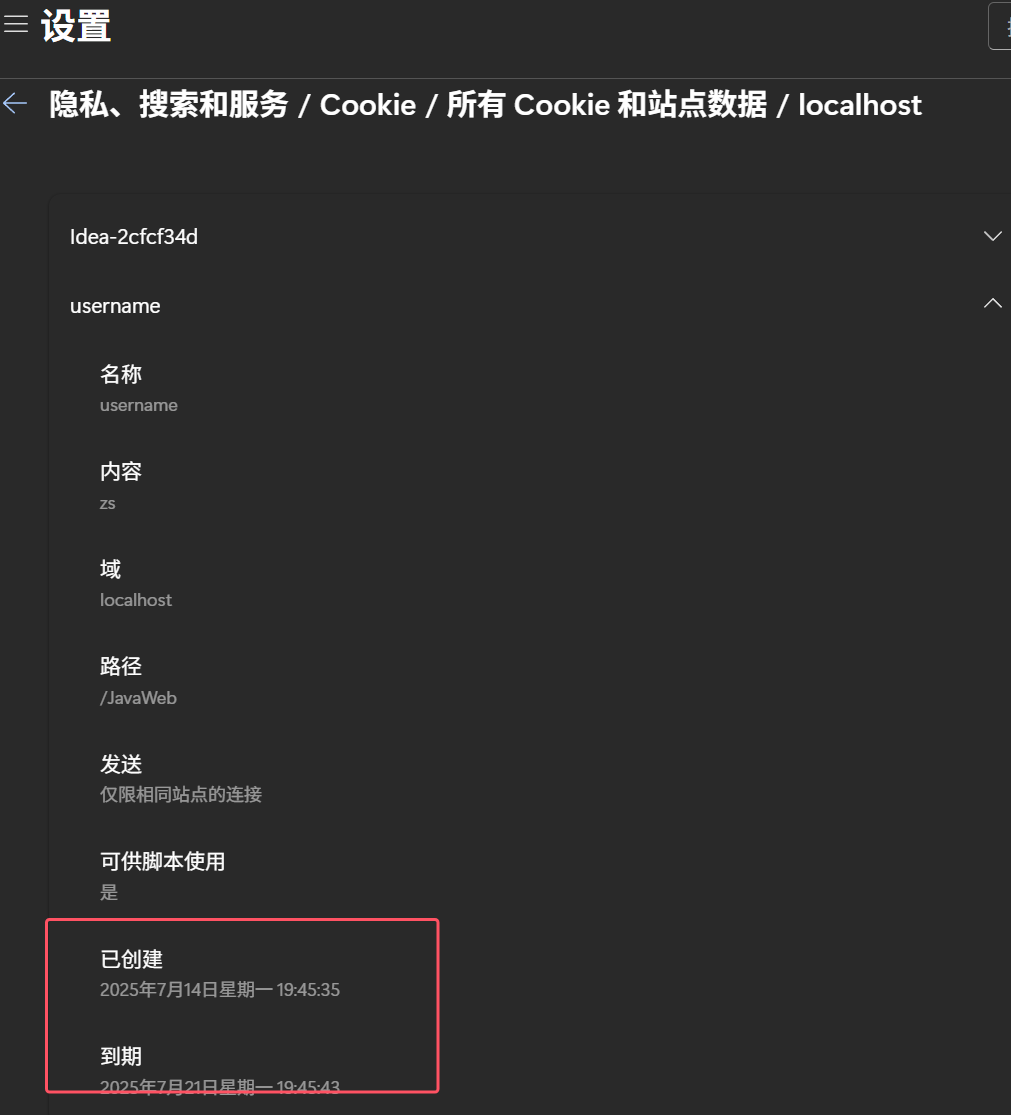 设置
隐私、搜索和服务 / Cookie / 所有 Cookie 和站点数据 / localhost
Idea-2cfcf34d
username
名称
username
内容
zs
域
localhost
路径
/JavaWeb
发送
仅限相同站点的连接
可供脚本使用
是
已创建
2025年7月14日星期一 19:45:35
到期
2025年7月21日星期一 19:45:43